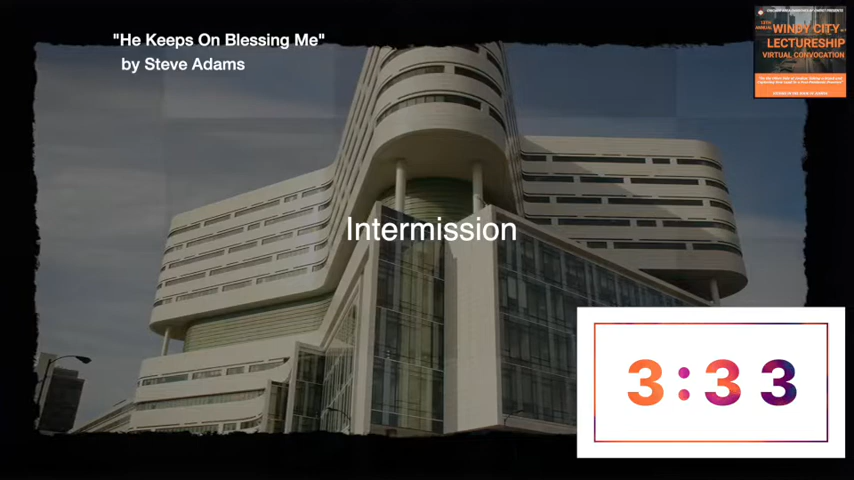 "He Keeps On Blessing Me"
by Steve Adams
WINDY CITY
LECTURESHIP
VIRTUAL CONVOCATION
Intermission
3:33